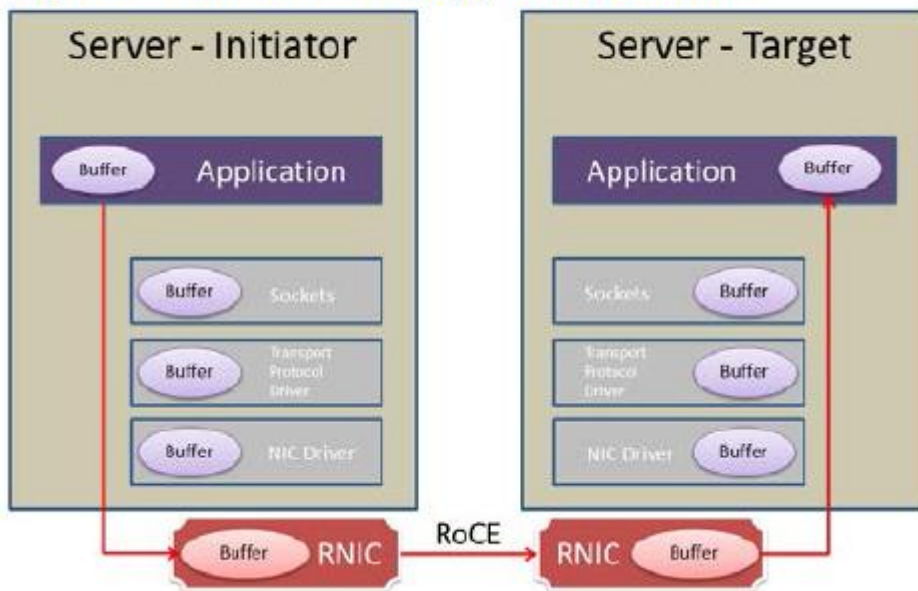 Server - Initiator
Buffer
Application
Buffer
Sockets
Buffer
Transport
Protocol
Driver
Buffer
NIC Driver
Buffer
RNIC
RoCE
Server - Target
Application
Buffer
Sockets
Buffer
Transport
Protocol
Driver
Buffer
NIC Driver
Buffer
RNIC
Buffer